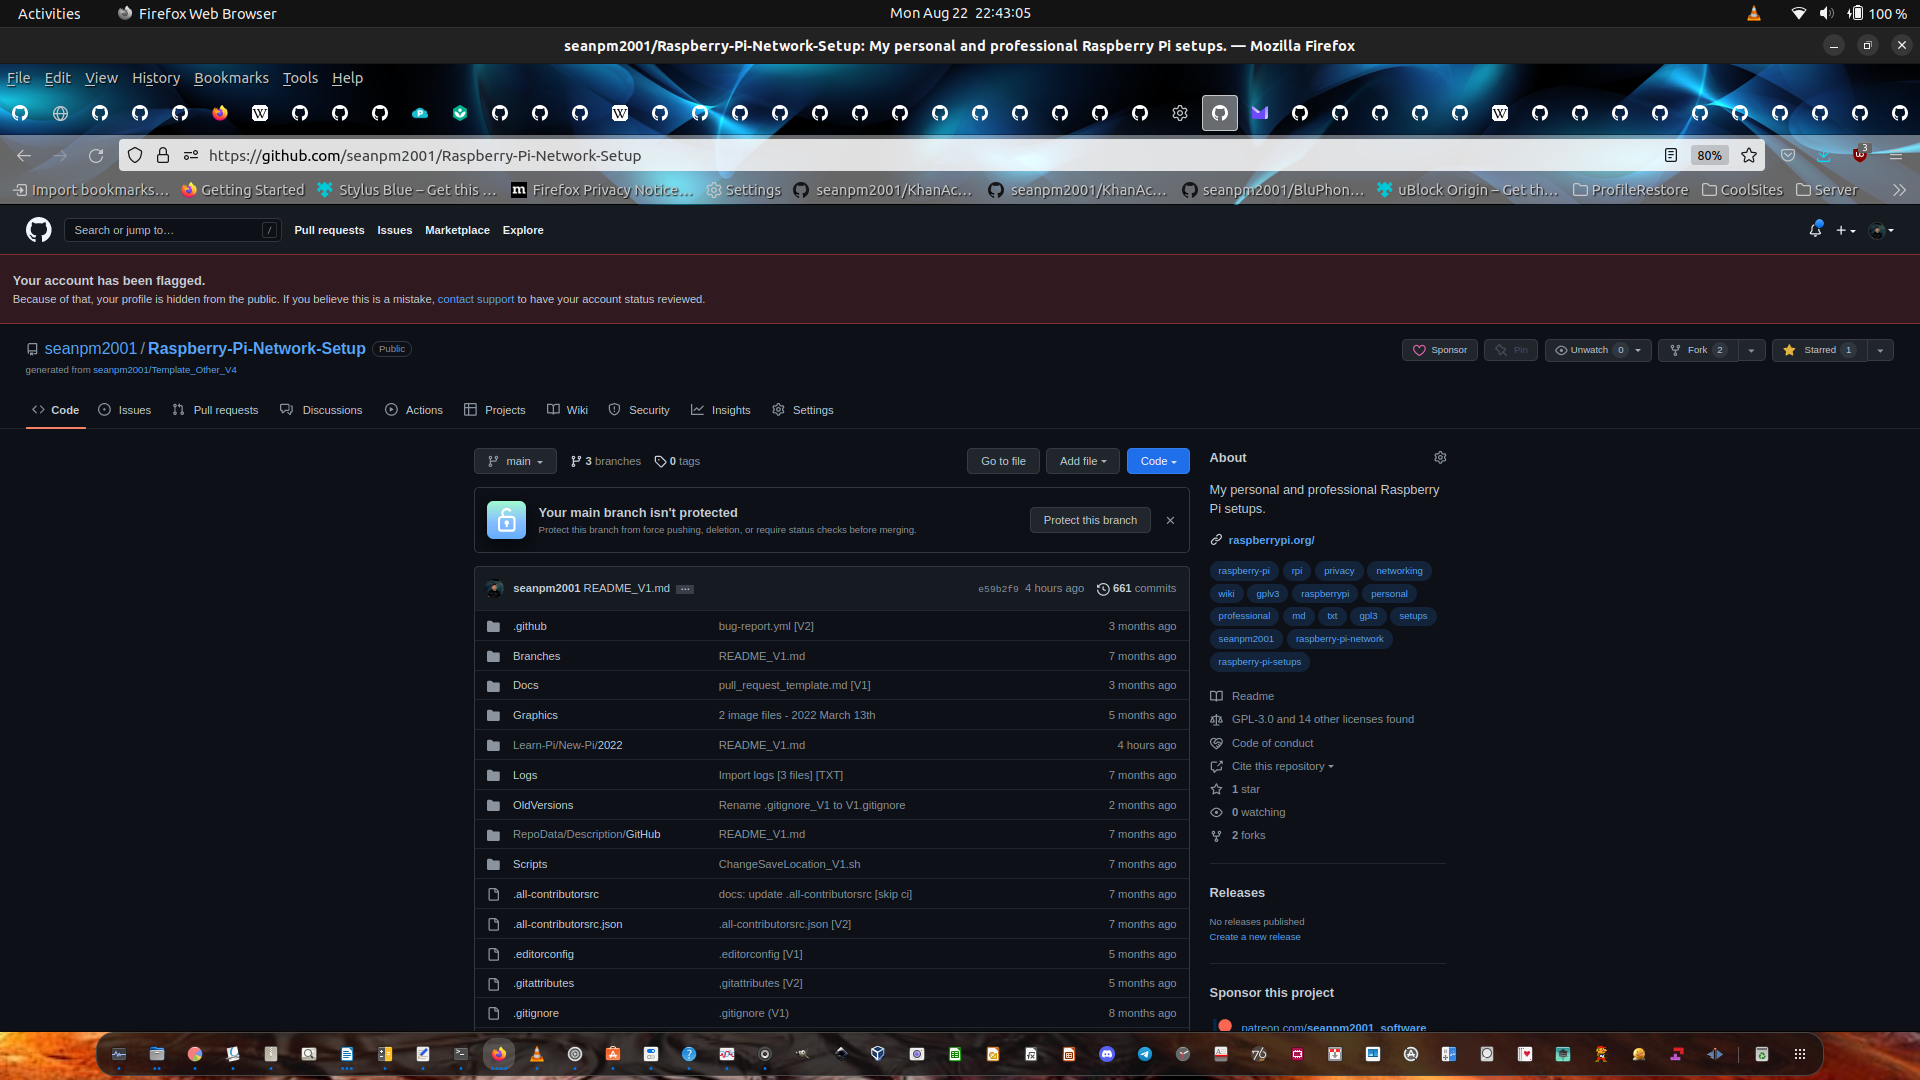 Activities Firefox Web Browser Mon Aug 22 22:43:05 100 %
seanpm2001/Raspberry-Pi-Network-Setup: My personal and professional Raspberry Pi setups. — Mozilla Firefox
File Edit View History Bookmarks Tools Help
https://github.com/seanpm2001/Raspberry-Pi-Network-Setup 80% 3
Import bookmarks… Getting Started Stylus Blue – Get this … Firefox Privacy Notice… Settings seanpm2001/KhanAc… seanpm2001/KhanAc… seanpm2001/BluPhon… uBlock Origin – Get th… ProfileRestore CoolSites Server
Search or jump to… / Pull requests Issues Marketplace Explore
Your account has been flagged.
Because of that, your profile is hidden from the public. If you believe this is a mistake, contact support to have your account status reviewed.
seanpm2001 / Raspberry-Pi-Network-Setup Public Sponsor Pin Unwatch 0 Fork 2 Starred 1
generated from seanpm2001/Template_Other_V4
Code Issues Pull requests Discussions Actions Projects Wiki Security Insights Settings
main 3 branches 0 tags Go to file Add file Code
Your main branch isn't protected
Protect this branch from force pushing, deletion, or require status checks before merging.
Protect this branch
seanpm2001 README_V1.md … e59b2f9 4 hours ago 661 commits
.github bug-report.yml [V2] 3 months ago
Branches README_V1.md 7 months ago
Docs pull_request_template.md [V1] 3 months ago
Graphics 2 image files - 2022 March 13th 5 months ago
Learn-Pi/New-Pi/2022 README_V1.md 4 hours ago
Logs Import logs [3 files] [TXT] 7 months ago
OldVersions Rename .gitignore_V1 to V1.gitignore 2 months ago
RepoData/Description/GitHub README_V1.md 7 months ago
Scripts ChangeSaveLocation_V1.sh 7 months ago
.all-contributorsrc docs: update .all-contributorsrc [skip ci] 7 months ago
.all-contributorsrc.json .all-contributorsrc.json [V2] 7 months ago
.editorconfig .editorconfig [V1] 5 months ago
.gitattributes .gitattributes [V2] 5 months ago
.gitignore .gitignore (V1) 8 months ago
About
My personal and professional Raspberry
Pi setups.
raspberrypi.org/
raspberry-pi rpi privacy networking
wiki gplv3 raspberrypi personal
professional md txt gpl3 setups
seanpm2001 raspberry-pi-network
raspberry-pi-setups
Readme
GPL-3.0 and 14 other licenses found
Code of conduct
Cite this repository
1 star
0 watching
2 forks
Releases
No releases published
Create a new release
Sponsor this project
patreon.com/seanpm2001_software